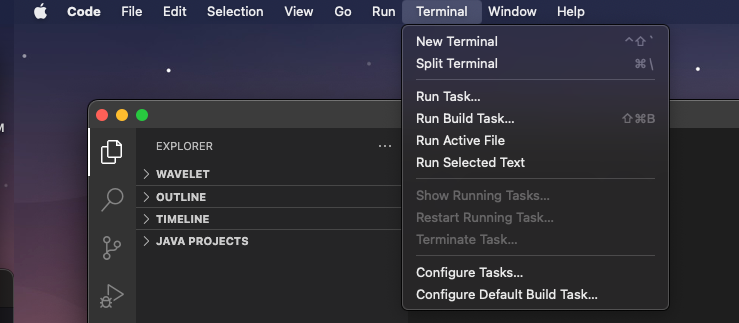 Code File Edit Selection View Go Run Terminal Window Help
New Terminal ⌃⇧`
Split Terminal ⌘\
Run Task...
Run Build Task... ⇧⌘B
Run Active File
Run Selected Text
Show Running Tasks...
Restart Running Task...
Terminate Task...
Configure Tasks...
Configure Default Build Task...
M
EXPLORER
WAVELET
OUTLINE
TIMELINE
JAVA PROJECTS